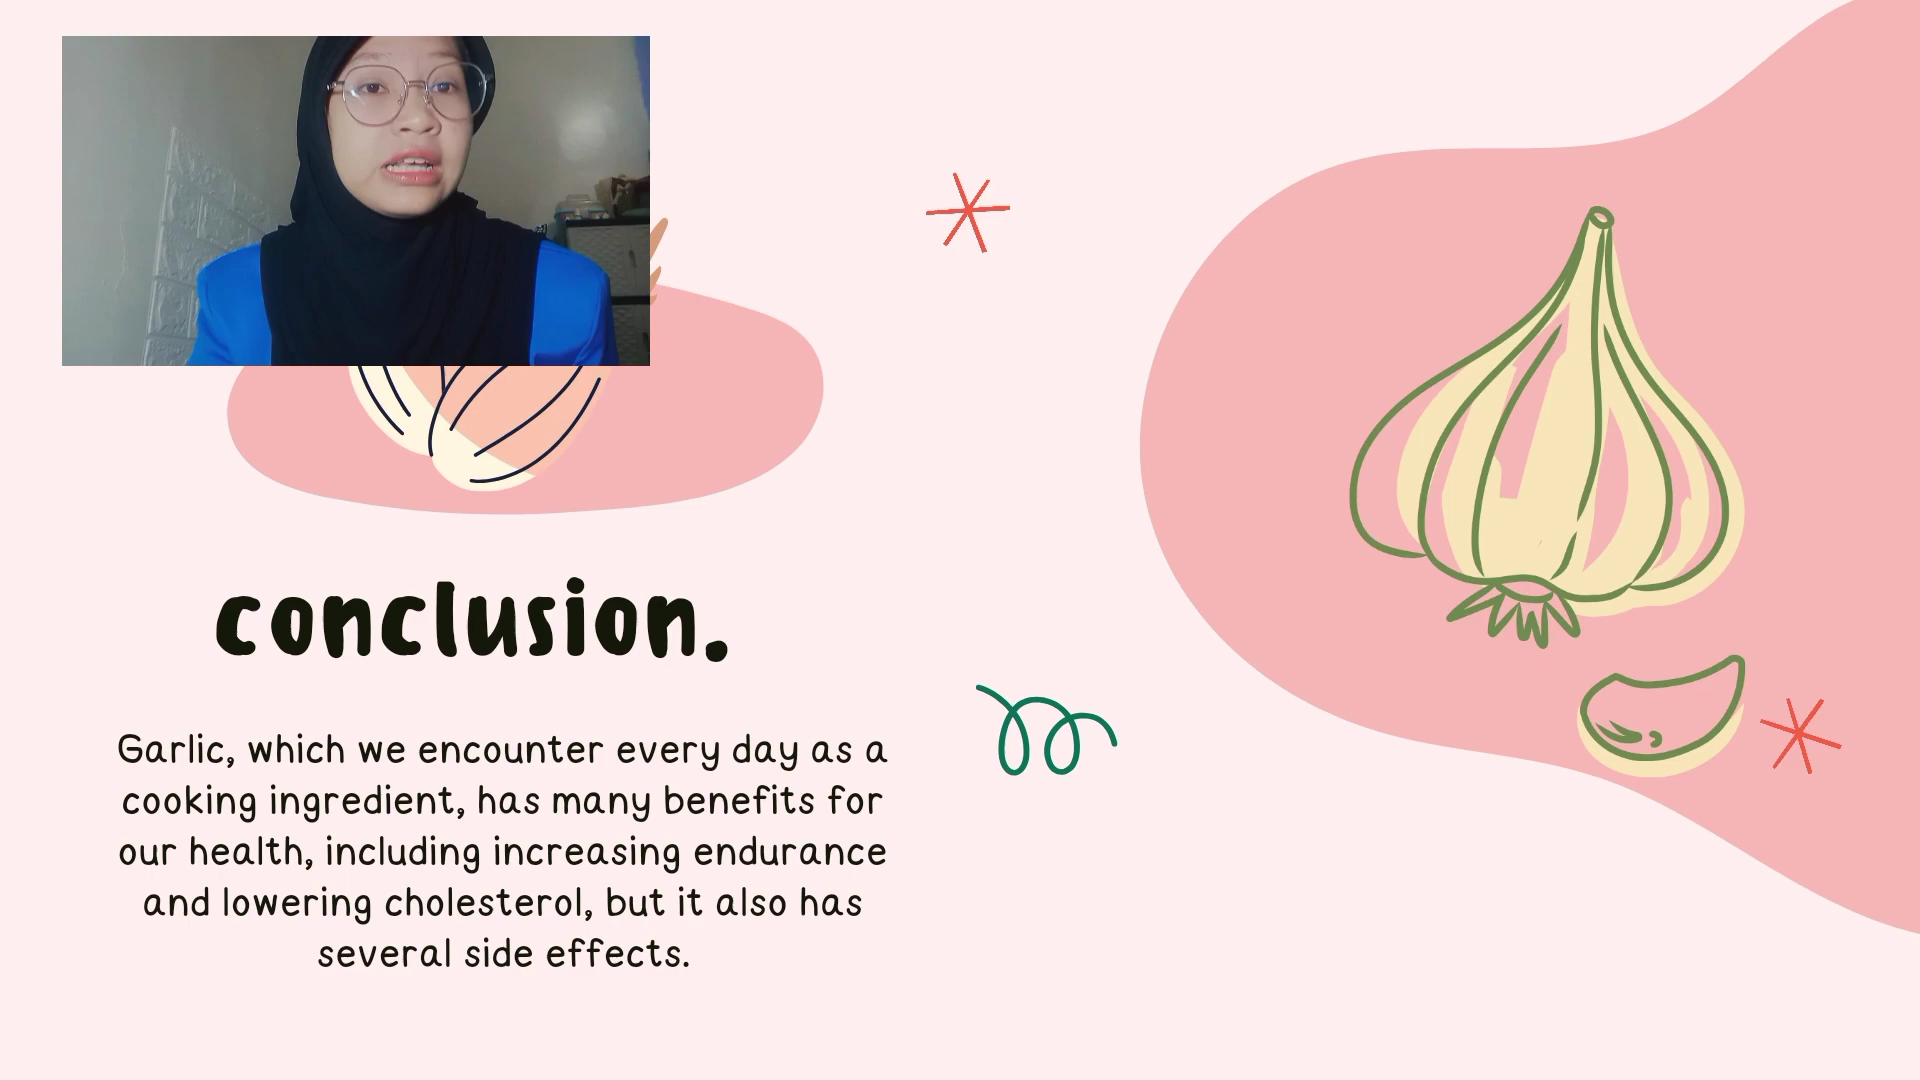 conclusion.
Garlic, which we encounter every day as a
cooking ingredient, has many benefits for
our health, including increasing endurance
and lowering cholesterol, but it also has
several side effects.